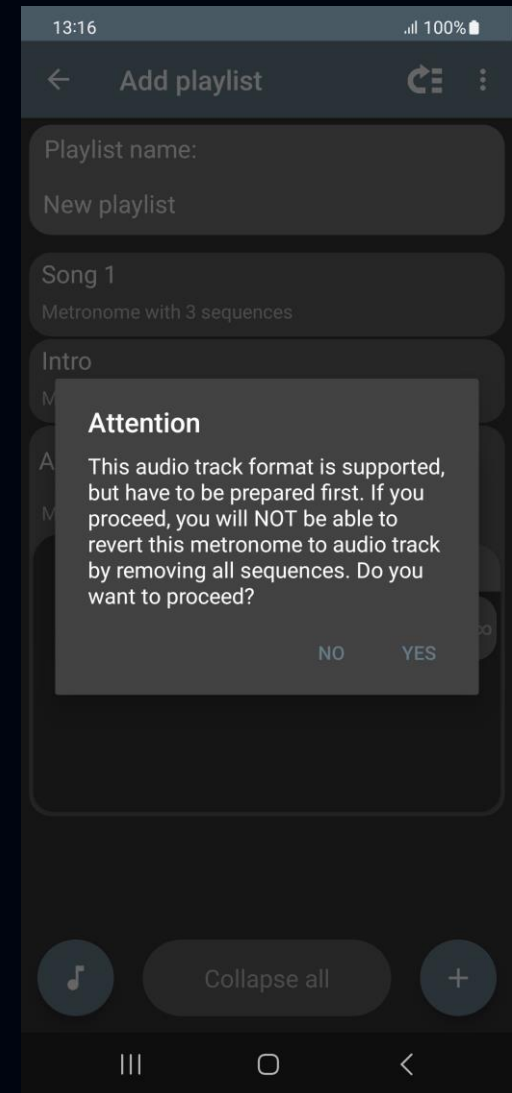 13:16
100%
Add playlist
Playlist name:
New playlist
Song 1
Metronome with 3 sequences
Intro
M
A
M
∞
Attention
This audio track format is supported,
but have to be prepared first. If you
proceed, you will NOT be able to
revert this metronome to audio track
by removing all sequences. Do you
want to proceed?
NO YES
Collapse all